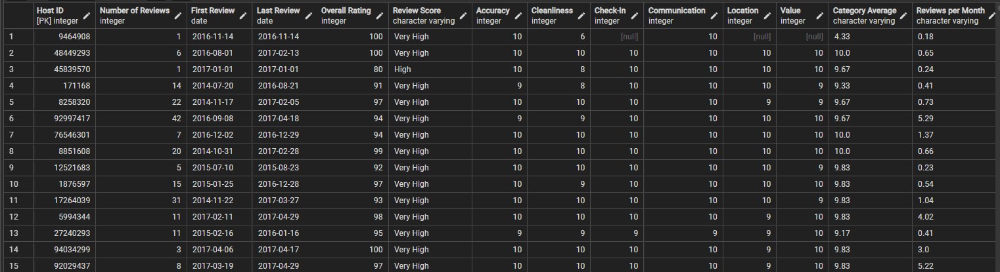 Host ID [PK] integer Number of Reviews integer First Review date Last Review date Overall Rating integer Review Score character varying Accuracy integer Cleanliness integer Check-In integer Communication integer Location integer Value integer Category Average character varying Reviews per Month character varying
1 9464908 1 2016-11-14 2016-11-14 100 Very High 10 6 [null] 10 [null] [null] 4.33 0.18
2 48449293 6 2016-08-01 2017-02-13 100 Very High 10 10 10 10 10 10 10.0 0.65
3 45839570 1 2017-01-01 2017-01-01 80 High 10 8 10 10 10 10 9.67 0.24
4 171168 14 2014-07-20 2016-08-21 91 Very High 9 8 10 10 10 9 9.33 0.41
5 8258320 22 2014-11-17 2017-02-05 97 Very High 10 10 10 10 9 9 9.67 0.73
6 92997417 42 2016-09-08 2017-04-18 94 Very High 9 9 10 10 10 10 9.67 5.29
7 76546301 7 2016-12-02 2016-12-29 94 Very High 10 10 10 10 10 10 10.0 1.37
8 8851608 20 2014-10-31 2017-02-28 99 Very High 10 10 10 10 10 10 10.0 0.66
9 12521683 5 2015-07-10 2015-08-23 92 Very High 10 10 10 10 10 9 9.83 0.23
10 1876597 15 2015-01-25 2016-12-28 97 Very High 10 9 10 10 10 10 9.83 0.54
11 17264039 31 2014-11-22 2017-03-27 93 Very High 10 10 10 10 10 9 9.83 1.04
12 5994344 11 2017-02-11 2017-04-29 98 Very High 10 10 10 10 9 10 9.83 4.02
13 27240293 11 2015-02-16 2016-01-16 95 Very High 9 9 9 9 9 10 9.17 0.41
14 94034299 3 2017-04-06 2017-04-17 100 Very High 10 10 10 10 9 10 9.83 3.0
15 92029437 8 2017-03-19 2017-04-29 97 Very High 10 10 10 10 9 10 9.83 5.22